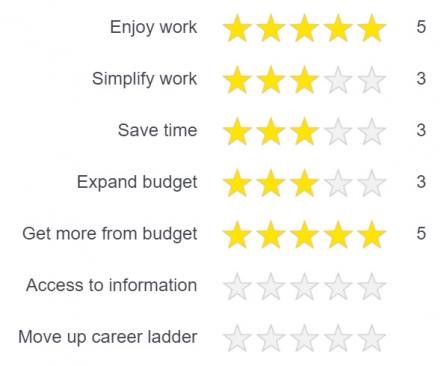 Enjoy work 5
Simplify work 3
Save time 3
Expand budget 3
Get more from budget 5
Access to information
Move up career ladder